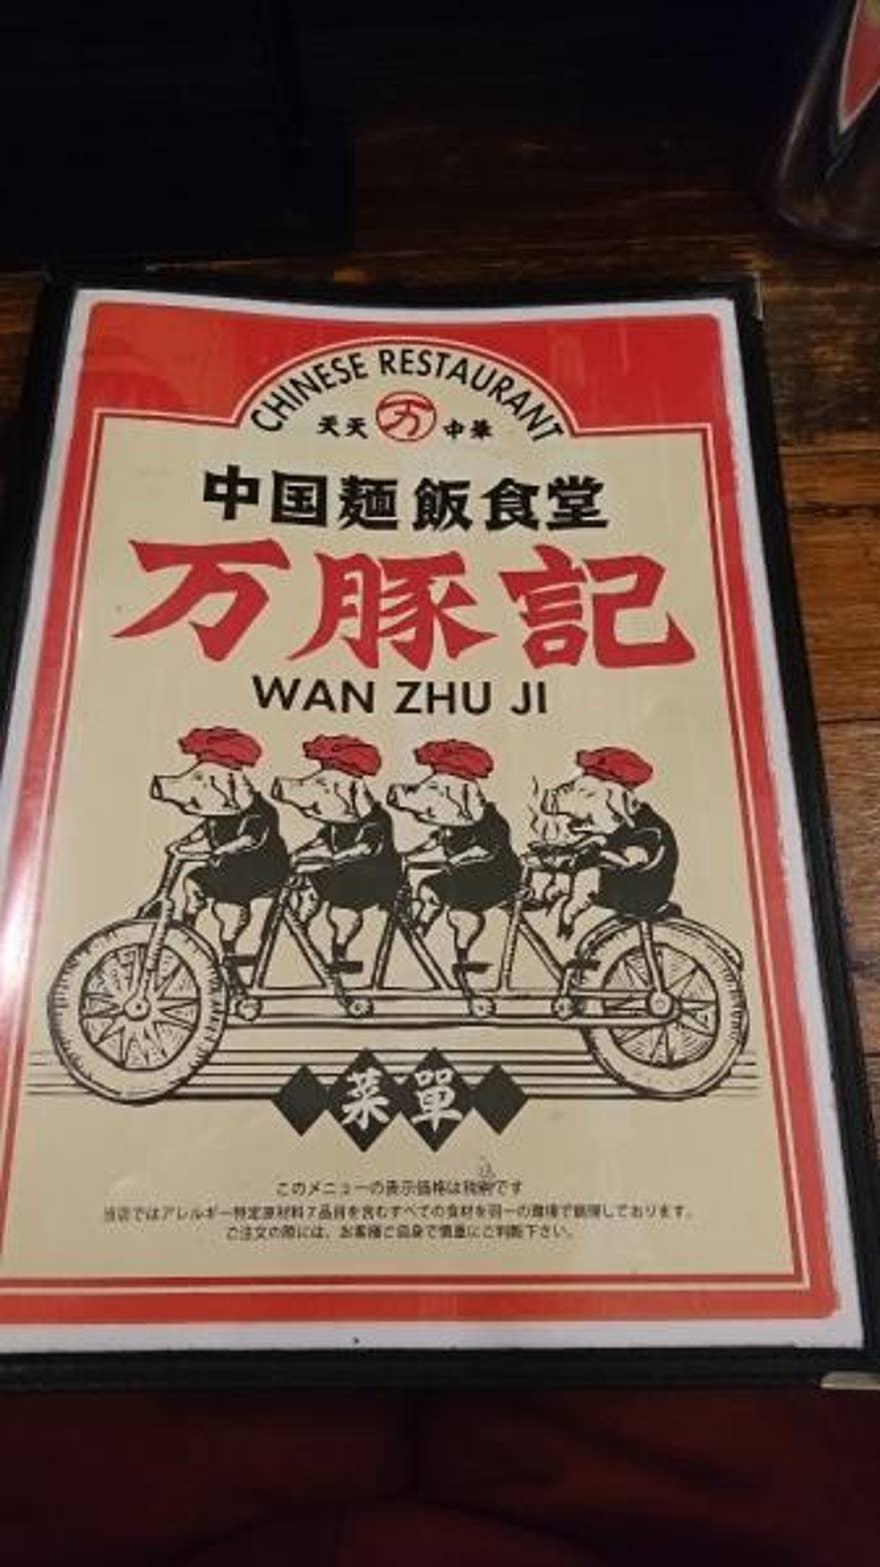 CHINESE RESTAURANT
天天 万 中華
中国麺飯食堂
万豚記
WAN ZHU JI
菜單
このメニューの表示価格は税込です
当店ではアレルギー特定原材料7品目を含むすべての食材を同一の環境で調理しております。
ご注文の際には、お客様ご自身で慎重にご判断下さい。